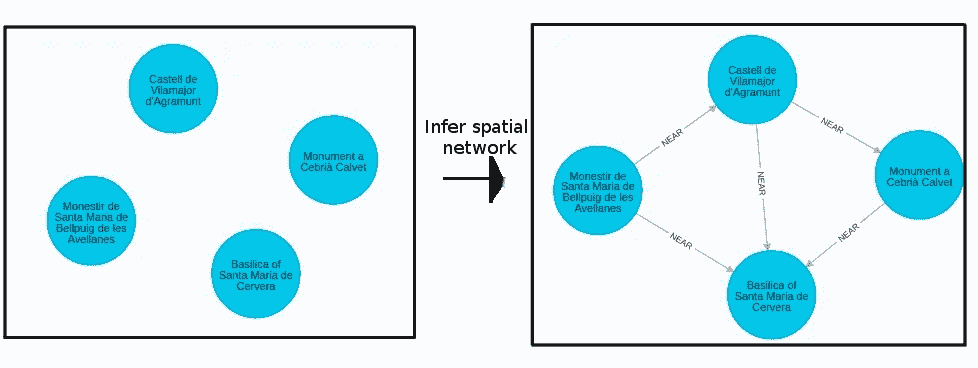 Castell de
Vilamajor
d'Agramunt
Monument a
Cebrià Calvet
Monestir de
Santa Maria de
Bellpuig de les
Avellanes
Basilica of
Santa Maria de
Cervera
Infer spatial
network
Castell de
Vilamajor
d'Agramunt
NEAR
NEAR
Monestir de
Santa Maria de
Bellpuig de les
Avellanes
NEAR
Monument a
Cebrià Calvet
NEAR
NEAR
Basilica of
Santa Maria de
Cervera